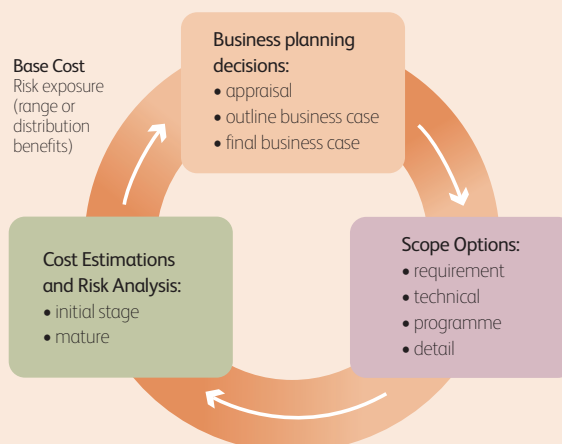 Business planning
decisions:
• appraisal
• outline business case
• final business case
Base Cost
Risk exposure
(range or
distribution
benefits)
Scope Options:
• requirement
• technical
• programme
• detail
Cost Estimations
and Risk Analysis:
• initial stage
• mature